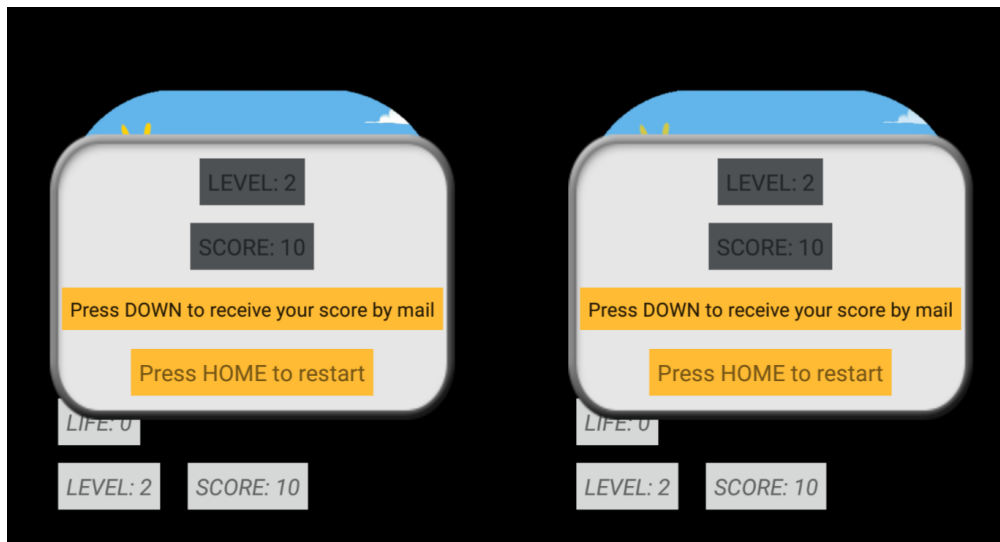 LEVEL: 2
SCORE: 10
Press DOWN to receive your score by mail
Press HOME to restart
LIFE: 0
LEVEL: 2 SCORE: 10
LEVEL: 2
SCORE: 10
Press DOWN to receive your score by mail
Press HOME to restart
LIFE: 0
LEVEL: 2 SCORE: 10